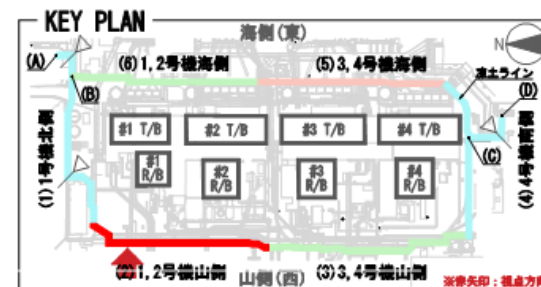 KEY PLAN
海側(東)
N
(A)
(6)1,2号機海側
(5)3,4号機海側
凍土ライン
(B)
(D)
#1 T/B
#2 T/B
#3 T/B
#4 T/B
(C)
#1
R/B
#2
R/B
#3
R/B
#4
R/B
(1)1号機北側
(4)4号機南側
(2)1,2号機山側
山側(西)
(3)3,4号機山側
※赤矢印:視点方向